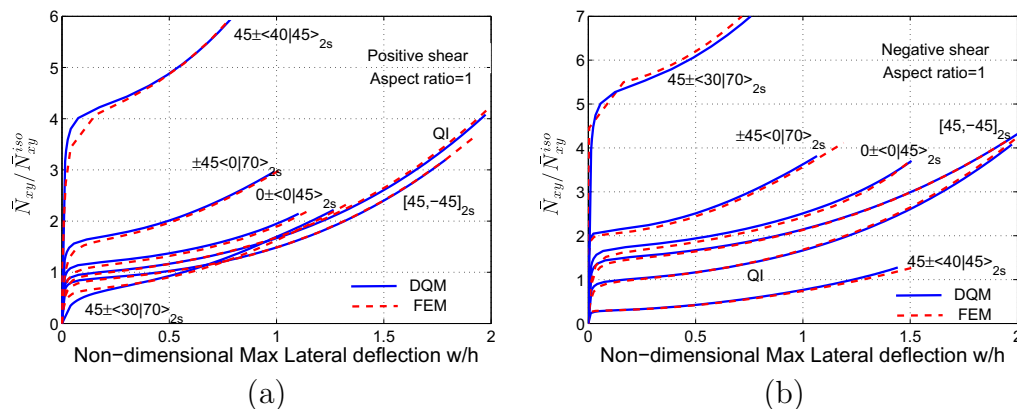 6
5
4
3
2
1
0
N̄xy/N̄xy^iso
45±<40|45>2s
Positive shear
Aspect ratio=1
QI
±45<0|70>2s
0±<0|45>2s
[45,−45]2s
45±<30|70>2s
DQM
FEM
0 0.5 1 1.5 2
Non−dimensional Max Lateral deflection w/h
(a)
7
6
5
4
3
2
1
0
N̄xy/N̄xy^iso
Negative shear
Aspect ratio=1
45±<30|70>2s
±45<0|70>2s
0±<0|45>2s
[45,−45]2s
QI
45±<40|45>2s
DQM
FEM
0 0.5 1 1.5 2
Non−dimensional Max Lateral deflection w/h
(b)